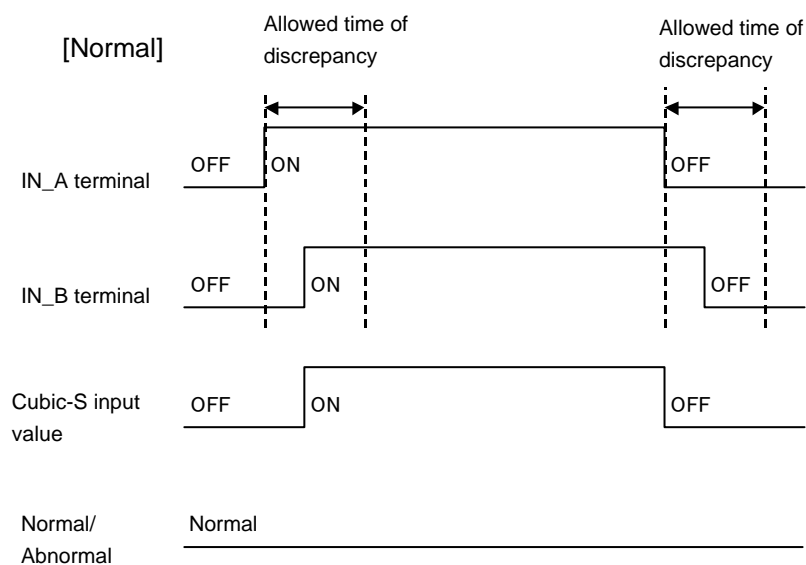 [Normal]
Allowed time of
discrepancy
Allowed time of
discrepancy
IN_A terminal
OFF
ON
OFF
IN_B terminal
OFF
ON
OFF
Cubic-S input
value
OFF
ON
OFF
Normal/
Abnormal
Normal